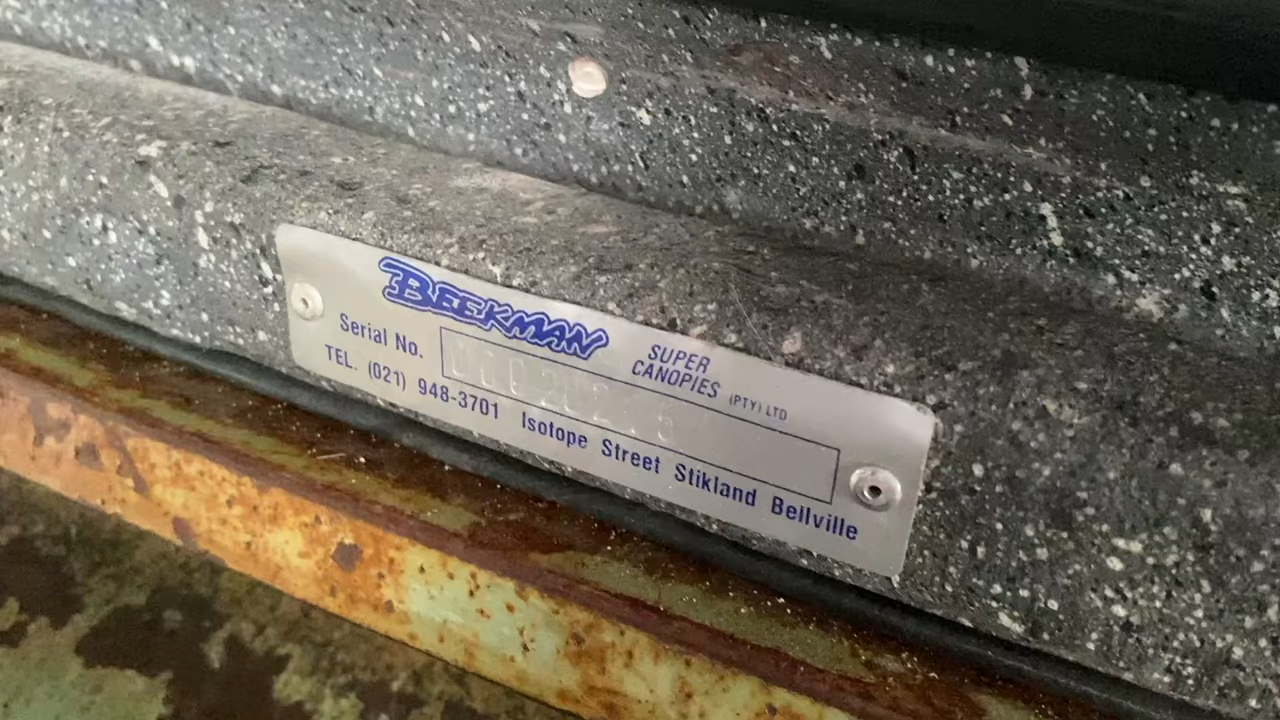 BEEKMAN
SUPER
CANOPIES (PTY) LTD
Serial No.
TEL. (021) 948-3701 Isotope Street Stikland Bellville